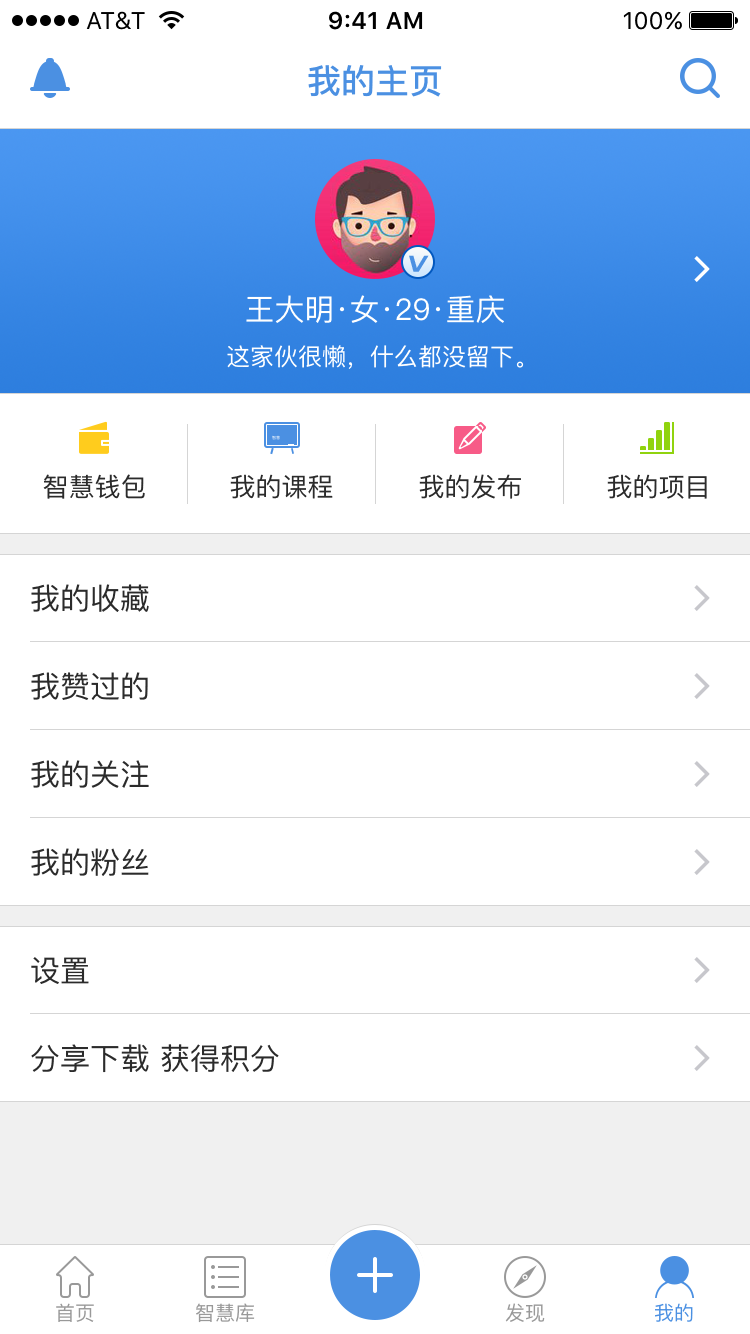 AT&T 9:41 AM 100%
我的主页
V
王大明·女·29·重庆
这家伙很懒，什么都没留下。
智慧钱包 我的课程 我的发布 我的项目
我的收藏
我赞过的
我的关注
我的粉丝
设置
分享下载 获得积分
首页 智慧库 发现 我的